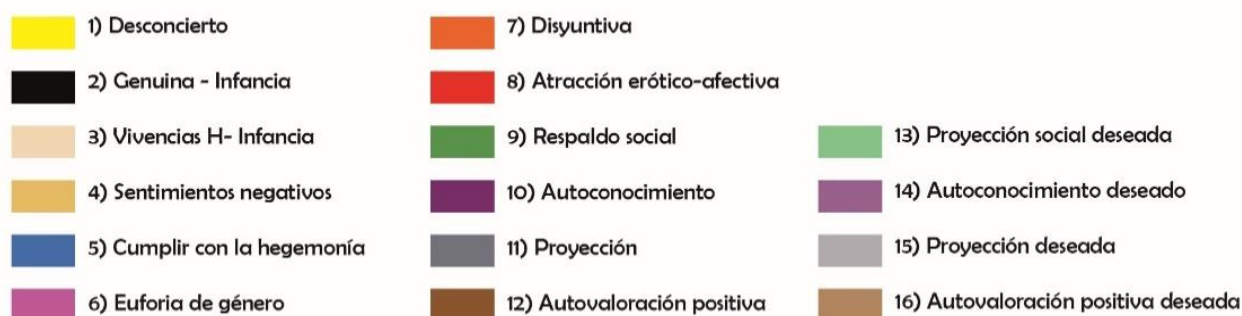 1) Desconcierto
2) Genuina - Infancia
3) Vivencias H- Infancia
4) Sentimientos negativos
5) Cumplir con la hegemonía
6) Euforia de género
7) Disyuntiva
8) Atracción erótico-afectiva
9) Respaldo social
10) Autoconocimiento
11) Proyección
12) Autovaloración positiva
13) Proyección social deseada
14) Autoconocimiento deseado
15) Proyección deseada
16) Autovaloración positiva deseada